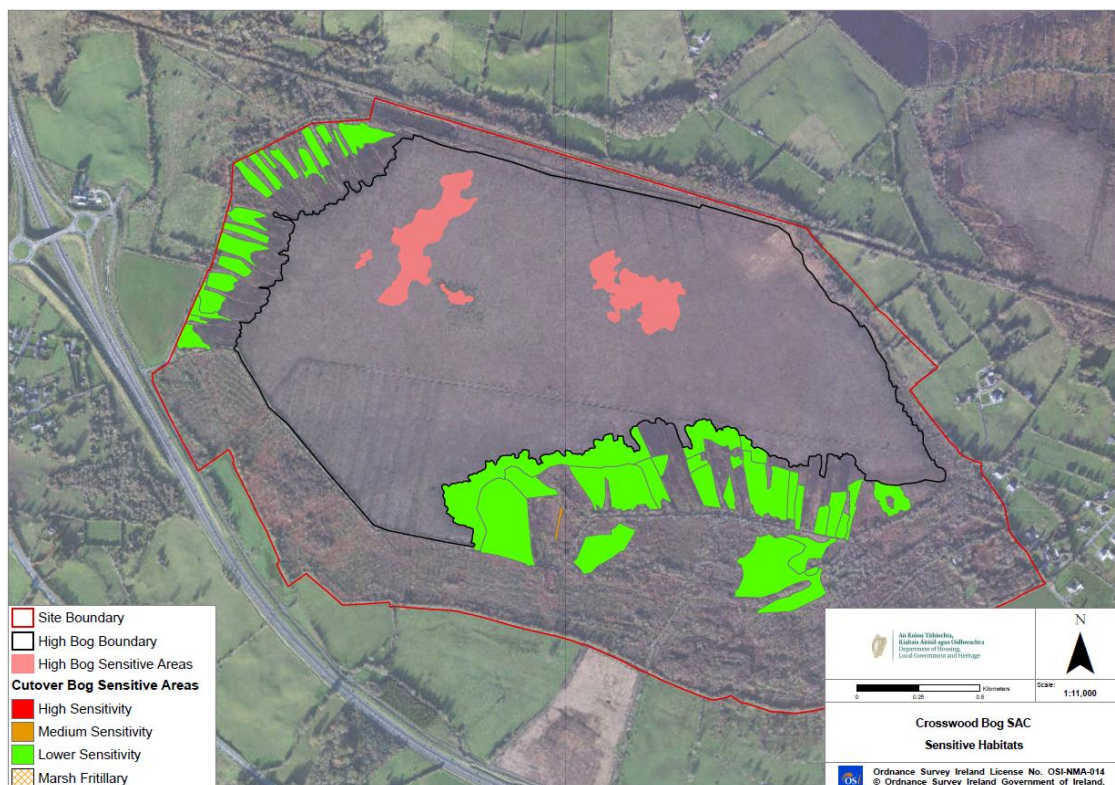 Site Boundary
High Bog Boundary
High Bog Sensitive Areas
Cutover Bog Sensitive Areas
High Sensitivity
Medium Sensitivity
Lower Sensitivity
Marsh Fritillary
An Roinn Tithíochta,
Rialtais Áitiúil agus Oidhreachta
Department of Housing,
Local Government and Heritage
N
Kilometers
0 0.25 0.5
Scale:
1:11,000
Crosswood Bog SAC
Sensitive Habitats
OSi
Ordnance Survey Ireland License No. OSI-NMA-014
© Ordnance Survey Ireland Government of Ireland.